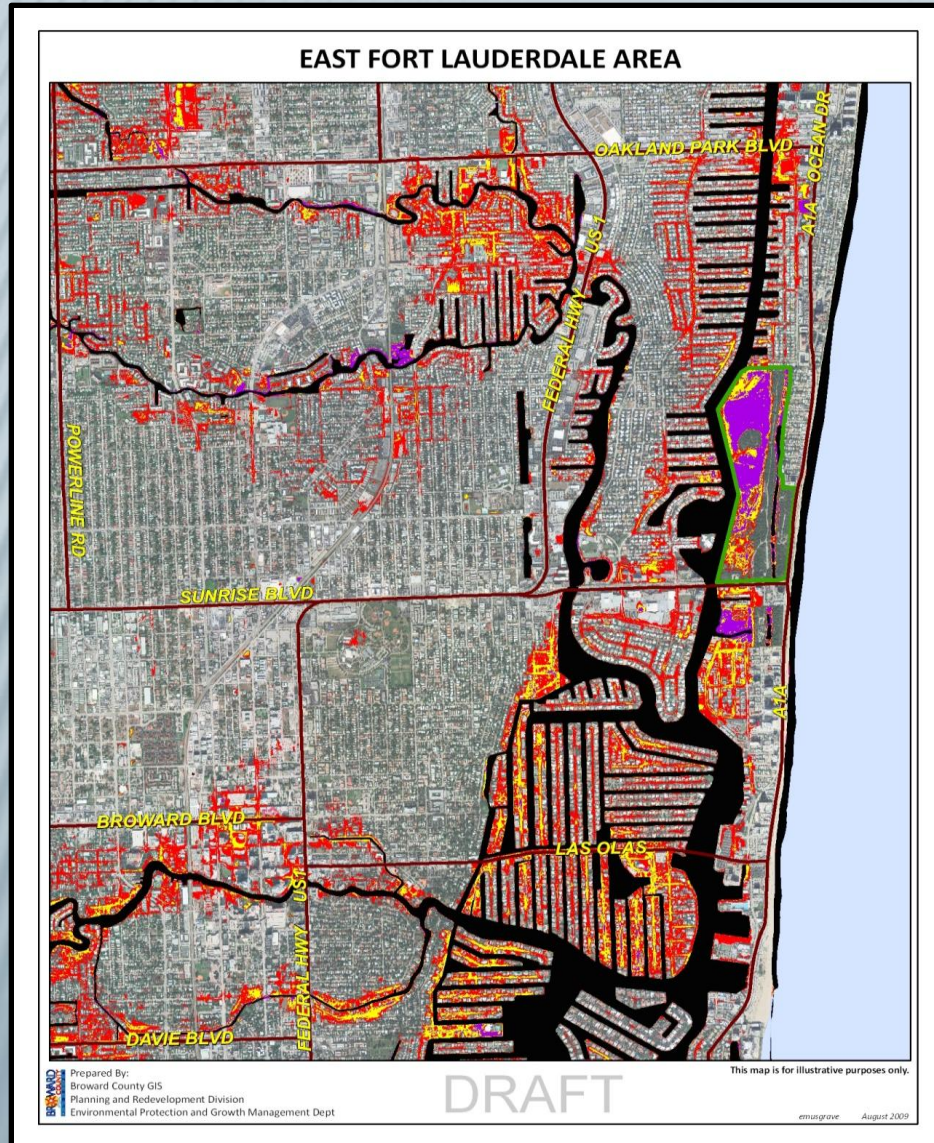 EAST FORT LAUDERDALE AREA
OAKLAND PARK BLVD
A1A OCEAN DR
US 1
FEDERAL HWY
POWERLINE RD
SUNRISE BLVD
A1A
BROWARD BLVD
LAS OLAS
US1
FEDERAL HWY
DAVIE BLVD
BROWARD
COUNTY
Prepared By:
Broward County GIS
Planning and Redevelopment Division
Environmental Protection and Growth Management Dept
DRAFT
This map is for illustrative purposes only.
emusgrave August 2009